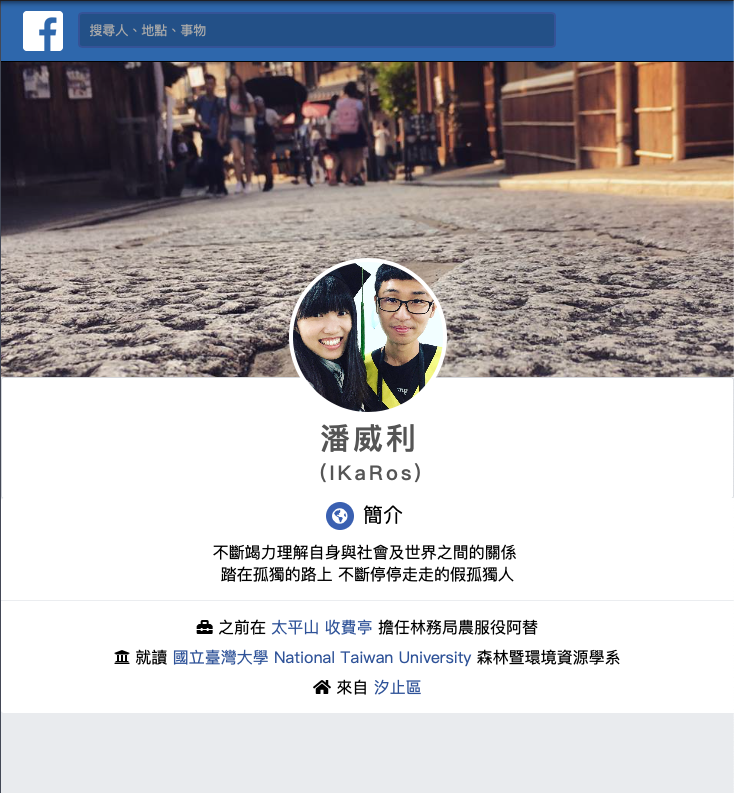 搜尋人、地點、事物
潘威利
(IKaRos)
簡介
不斷竭力理解自身與社會及世界之間的關係
踏在孤獨的路上 不斷停停走走的假孤獨人
之前在 太平山 收費亭 擔任林務局農服役阿替
就讀 國立臺灣大學 National Taiwan University 森林暨環境資源學系
來自 汐止區